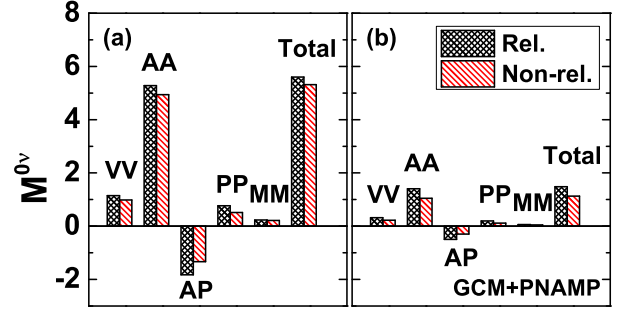 8
6
4
2
0
-2
M^{0ν}
(a)
VV
AA
AP
PP
MM
Total
(b)
Rel.
Non-rel.
VV
AA
AP
PP
MM
Total
GCM+PNAMP